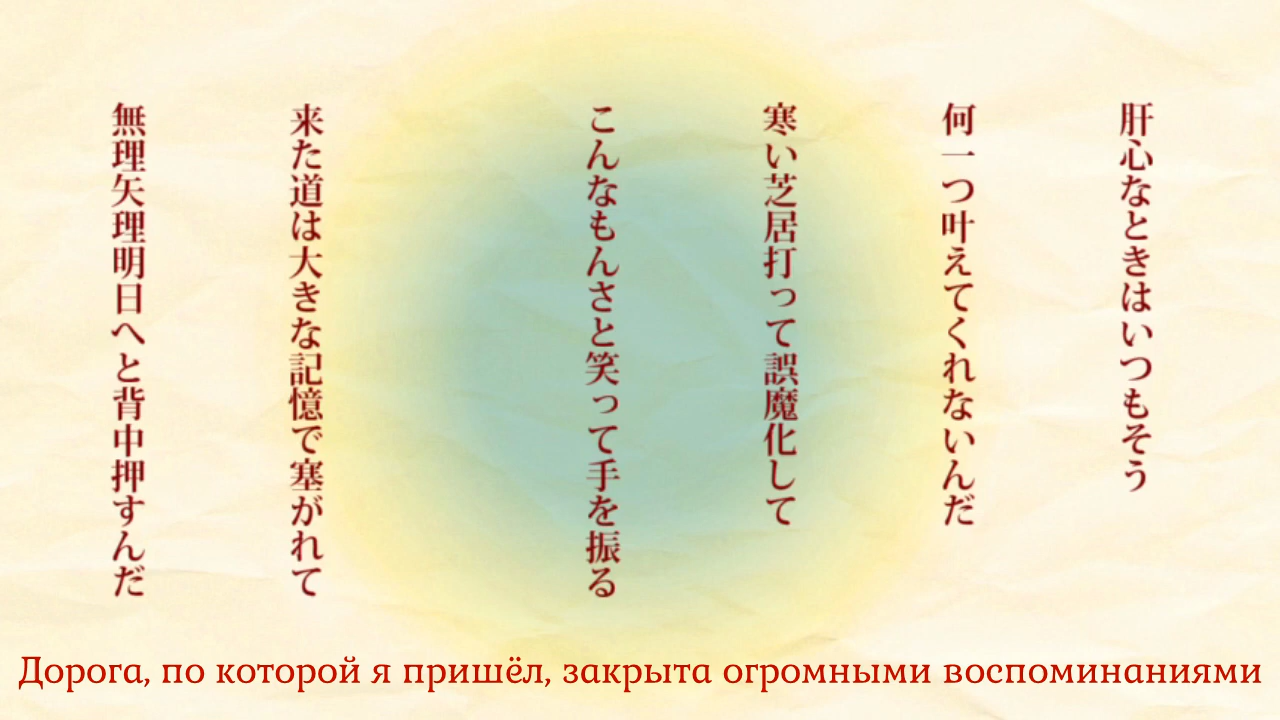 肝心なときはいつもそう
何一つ叶えてくれないんだ
寒い芝居打って誤魔化して
こんなもんさと笑って手を振る
来た道は大きな記憶で塞がれて
無理矢理明日へと背中押すんだ
Дорога, по которой я пришёл, закрыта огромными воспоминаниями